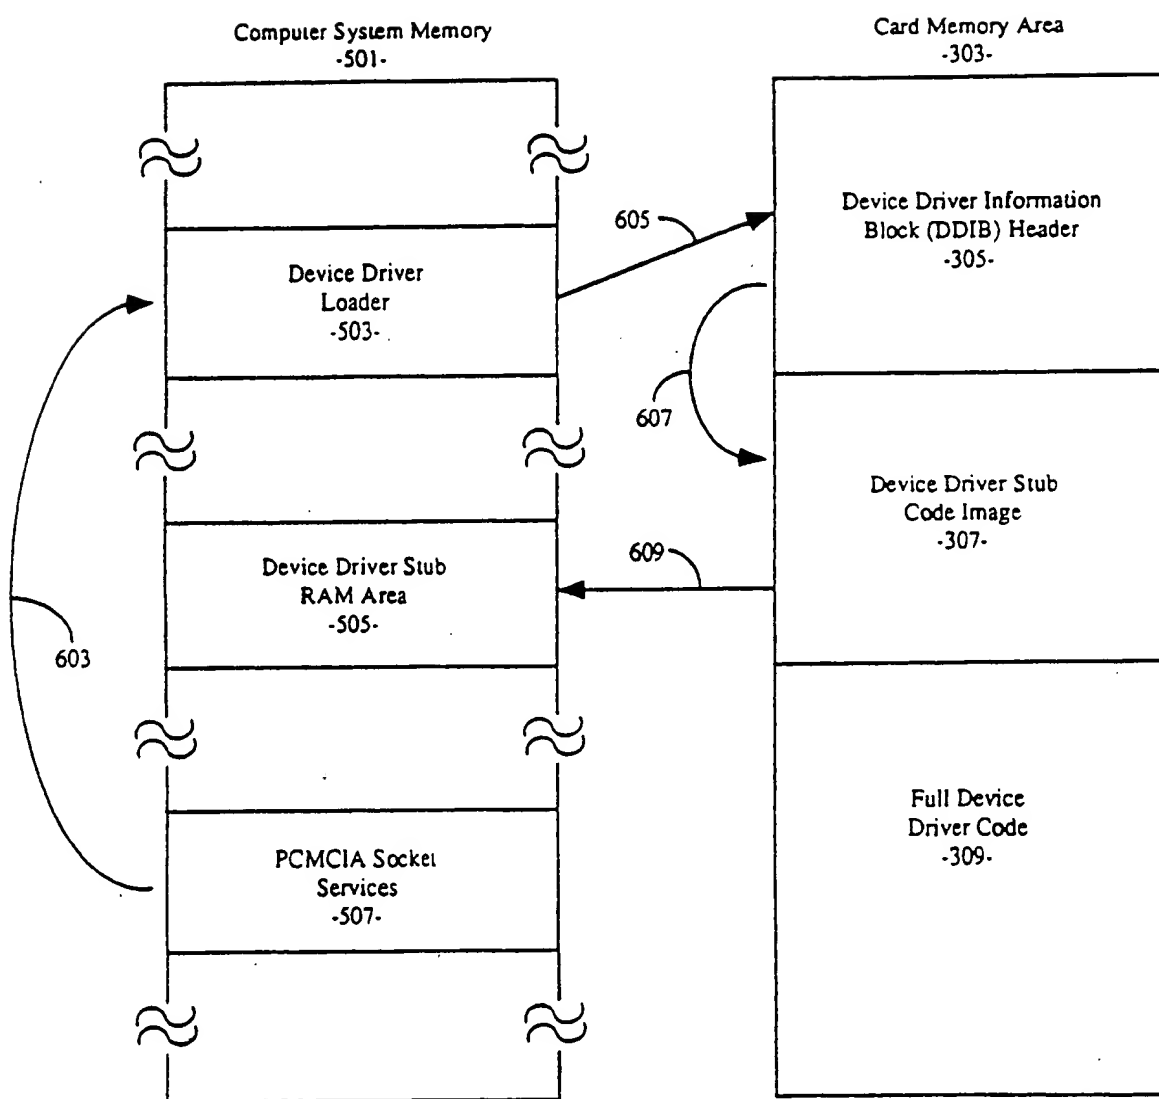 Computer System Memory
-501-
Card Memory Area
-303-
Device Driver Information
Block (DDIB) Header
-305-
605
Device Driver
Loader
-503-
607
Device Driver Stub
Code Image
-307-
609
Device Driver Stub
RAM Area
-505-
603
Full Device
Driver Code
-309-
PCMCIA Socket
Services
-507-